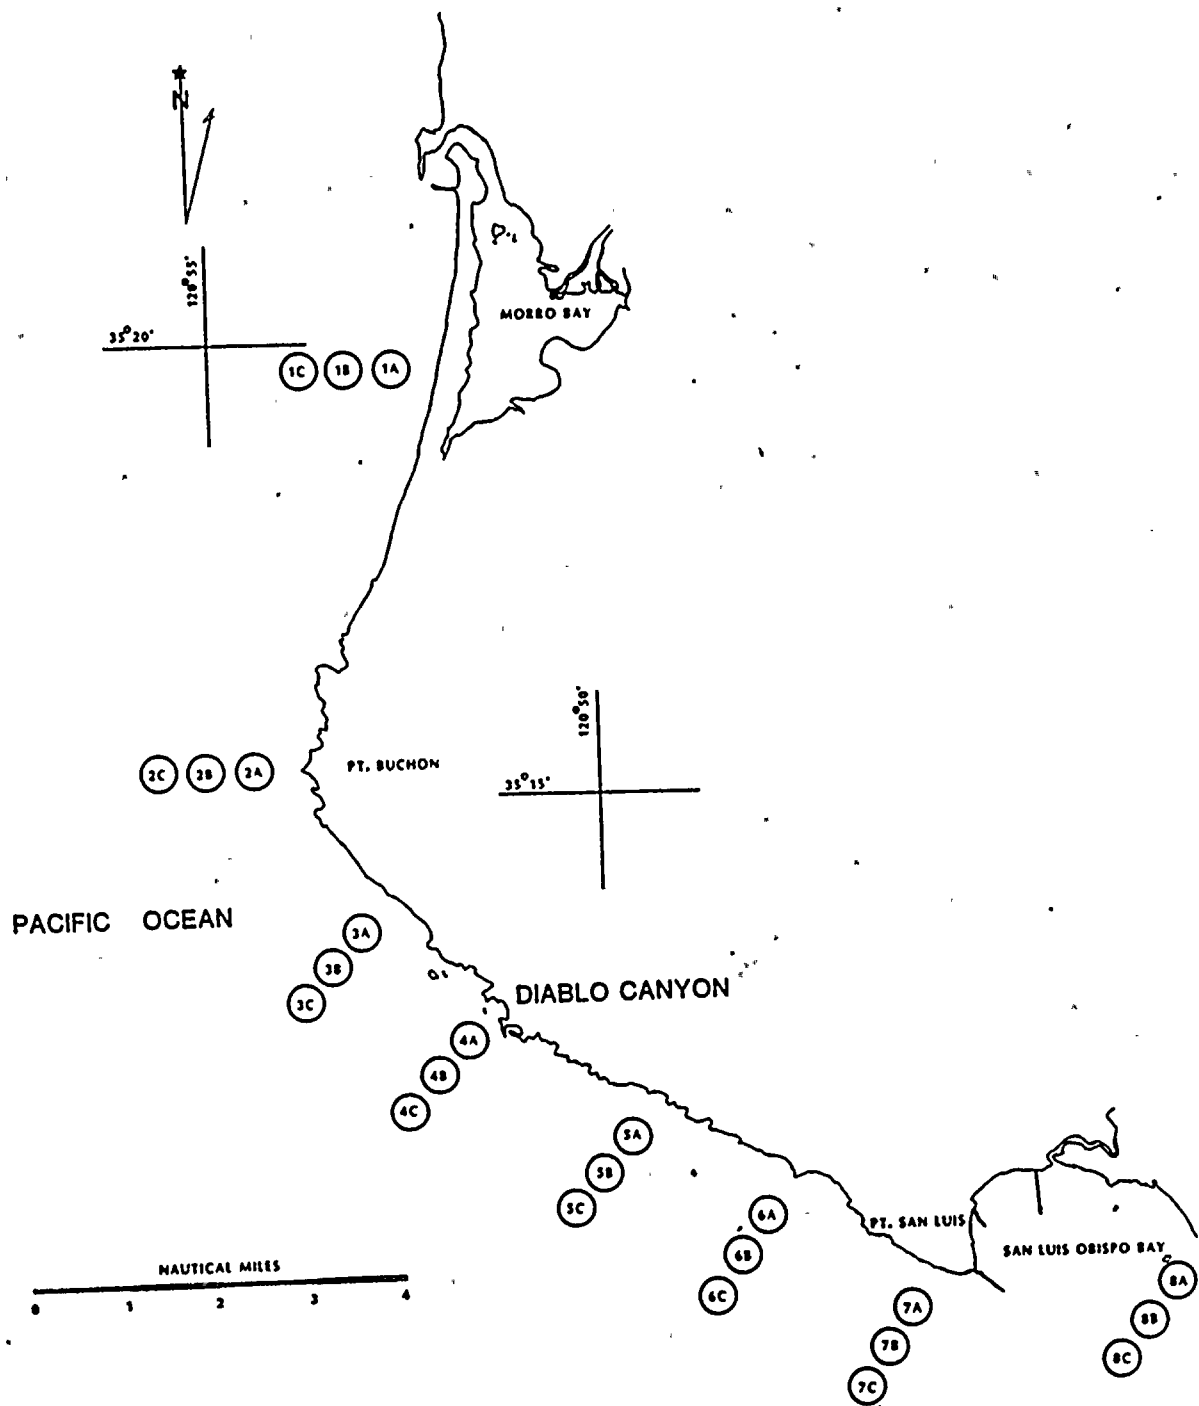 N
120°55'
35°20'
MORRO BAY
1C 1B 1A
120°50'
PT. BUCHON
2C 2B 2A
35°15'
PACIFIC OCEAN
3A
3B
3C
DIABLO CANYON
4A
4B
4C
5A
5B
5C
6A
6B
6C
PT. SAN LUIS
SAN LUIS OBISPO BAY
NAUTICAL MILES
0 1 2 3 4
7A
7B
7C
8A
8B
8C